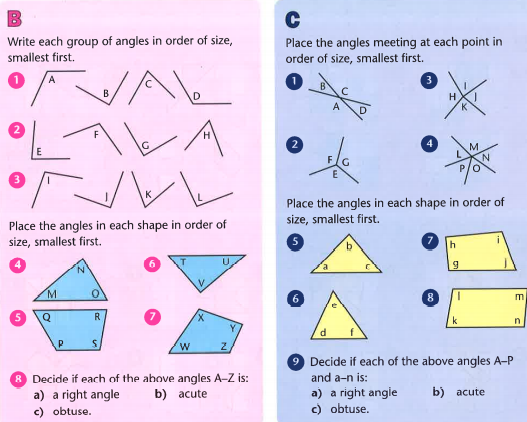 B
Write each group of angles in order of size,
smallest first.
1
A
B
C
D
2
E
F
G
H
3
I
J
K
L
Place the angles in each shape in order of
size, smallest first.
4
N
M
O
6
T
U
V
5
Q
R
P
S
7
X
Y
W
Z
8 Decide if each of the above angles A–Z is:
a) a right angle b) acute
c) obtuse.
C
Place the angles meeting at each point in
order of size, smallest first.
1
B
C
A
D
3
I
H
J
K
2
F
G
E
4
M
L
N
P
O
Place the angles in each shape in order of
size, smallest first.
5
b
a
c
7
h
i
g
j
6
e
d
f
8
l
m
k
n
9 Decide if each of the above angles A–P
and a–n is:
a) a right angle b) acute
c) obtuse.